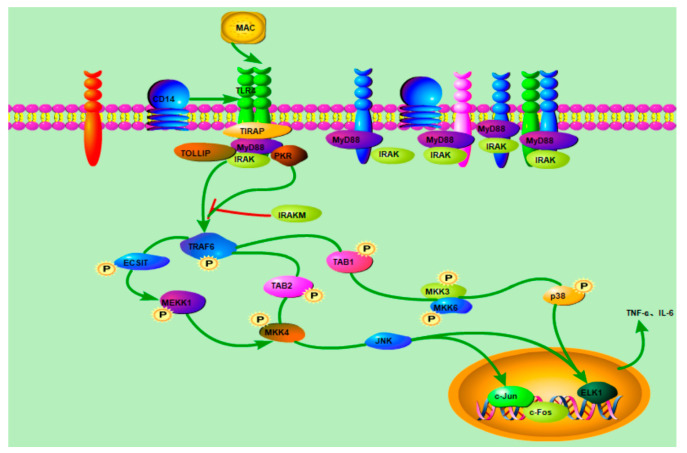 MAC
CD14
TLR4
TIRAP
TOLLIP
MyD88
PKR
IRAK
MyD88
IRAK
MyD88
IRAK
MyD88
IRAK
MyD88
IRAK
IRAKM
TRAF6
P
ECSIT
P
TAB1
P
MEKK1
P
TAB2
P
MKK3
P
MKK6
P
p38
P
MKK4
P
JNK
TNF-α、IL-6
c-Jun
c-Fos
ELK1